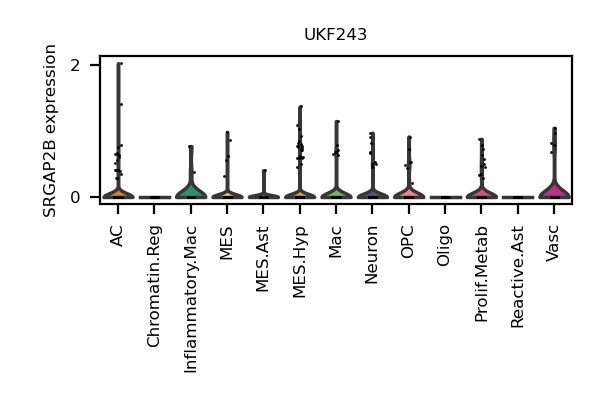 UKF243
SRGAP2B expression
2
0
AC
Chromatin.Reg
Inflammatory.Mac
MES
MES.Ast
MES.Hyp
Mac
Neuron
OPC
Oligo
Prolif.Metab
Reactive.Ast
Vasc